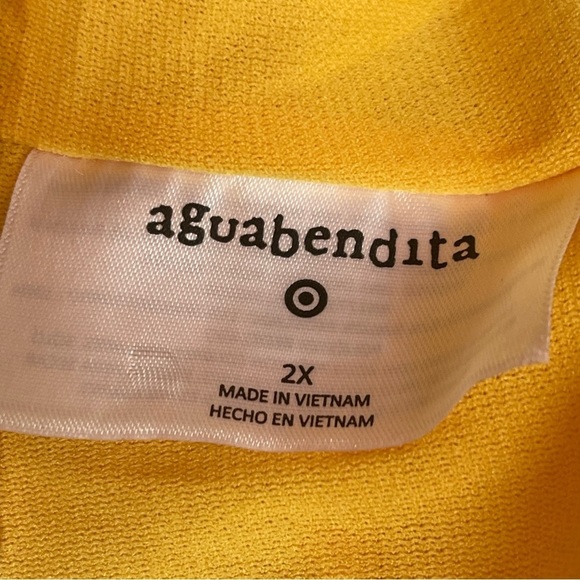 aguabendita
2X
MADE IN VIETNAM
HECHO EN VIETNAM